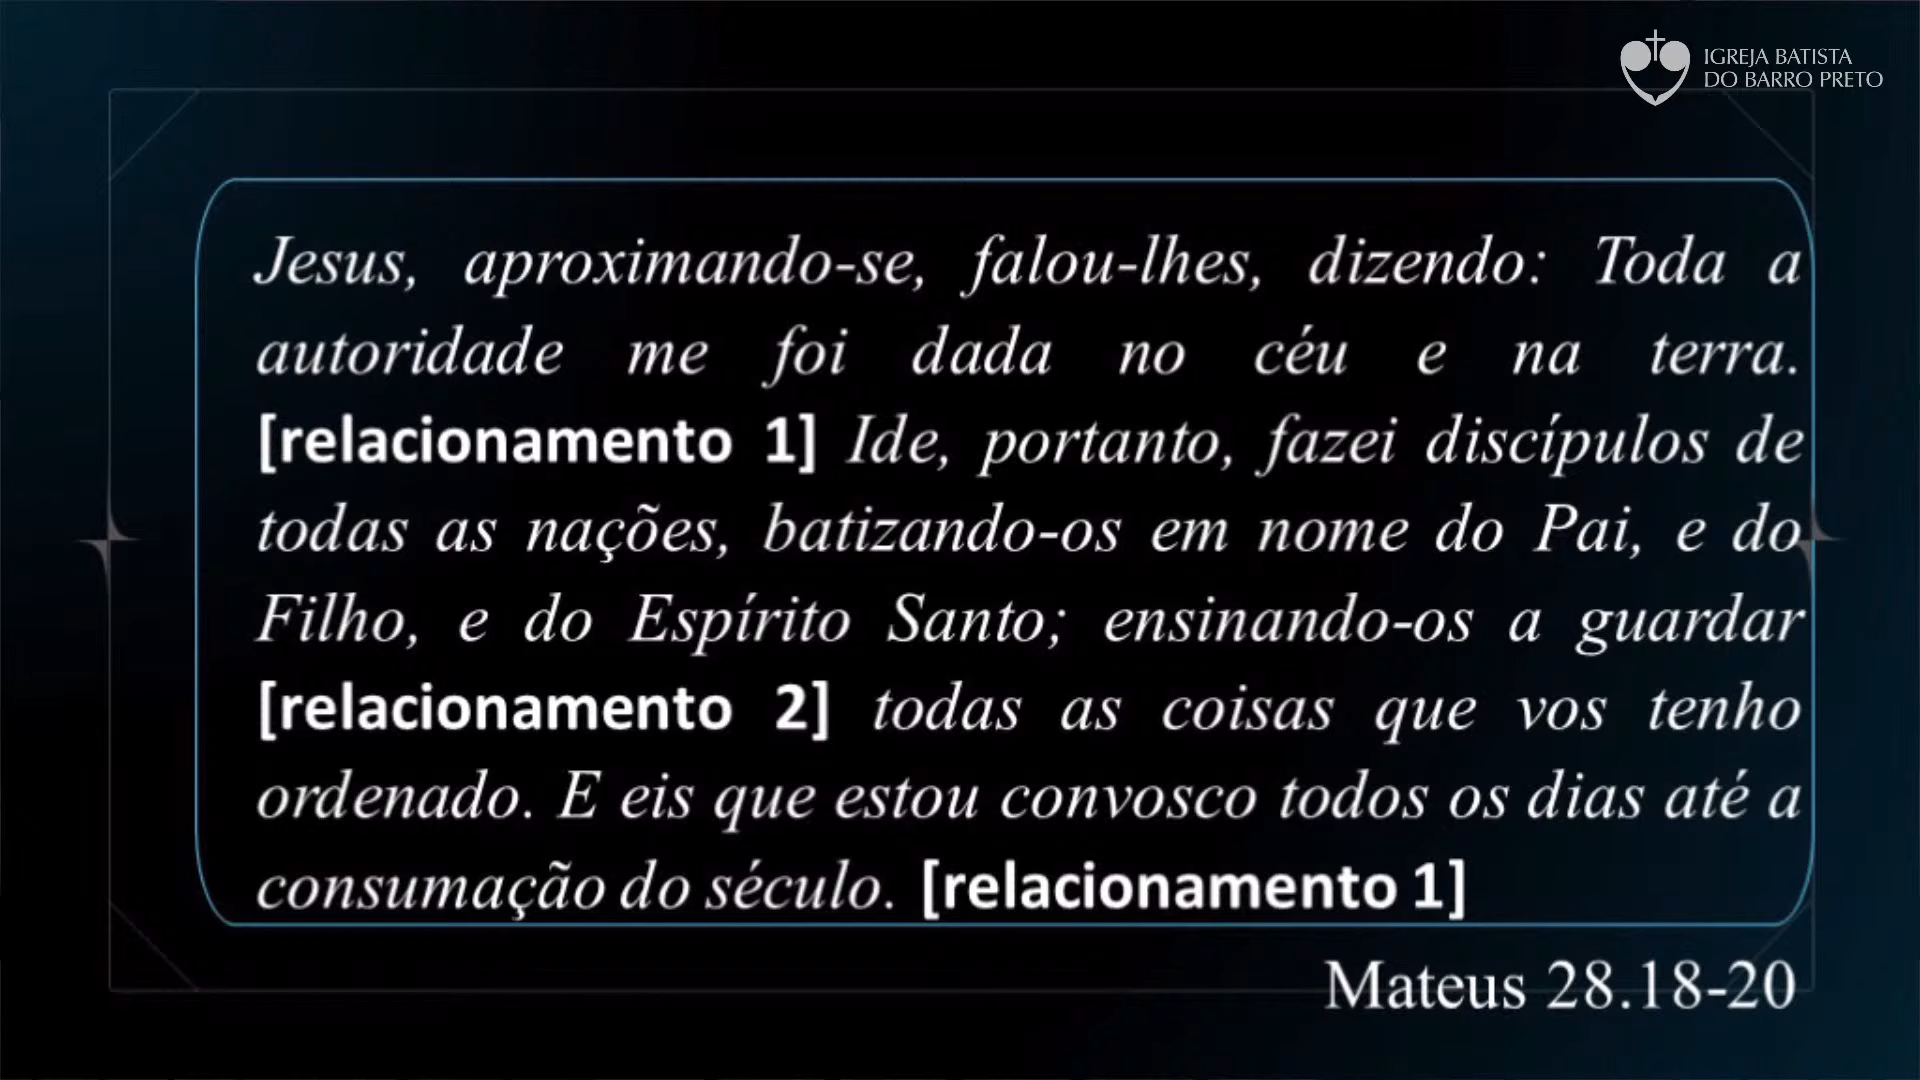 IGREJA BATISTA
DO BARRO PRETO
Jesus, aproximando-se, falou-lhes, dizendo: Toda a
autoridade me foi dada no céu e na terra.
[relacionamento 1] Ide, portanto, fazei discípulos de
todas as nações, batizando-os em nome do Pai, e do
Filho, e do Espírito Santo; ensinando-os a guardar
[relacionamento 2] todas as coisas que vos tenho
ordenado. E eis que estou convosco todos os dias até a
consumação do século. [relacionamento 1]
Mateus 28.18-20